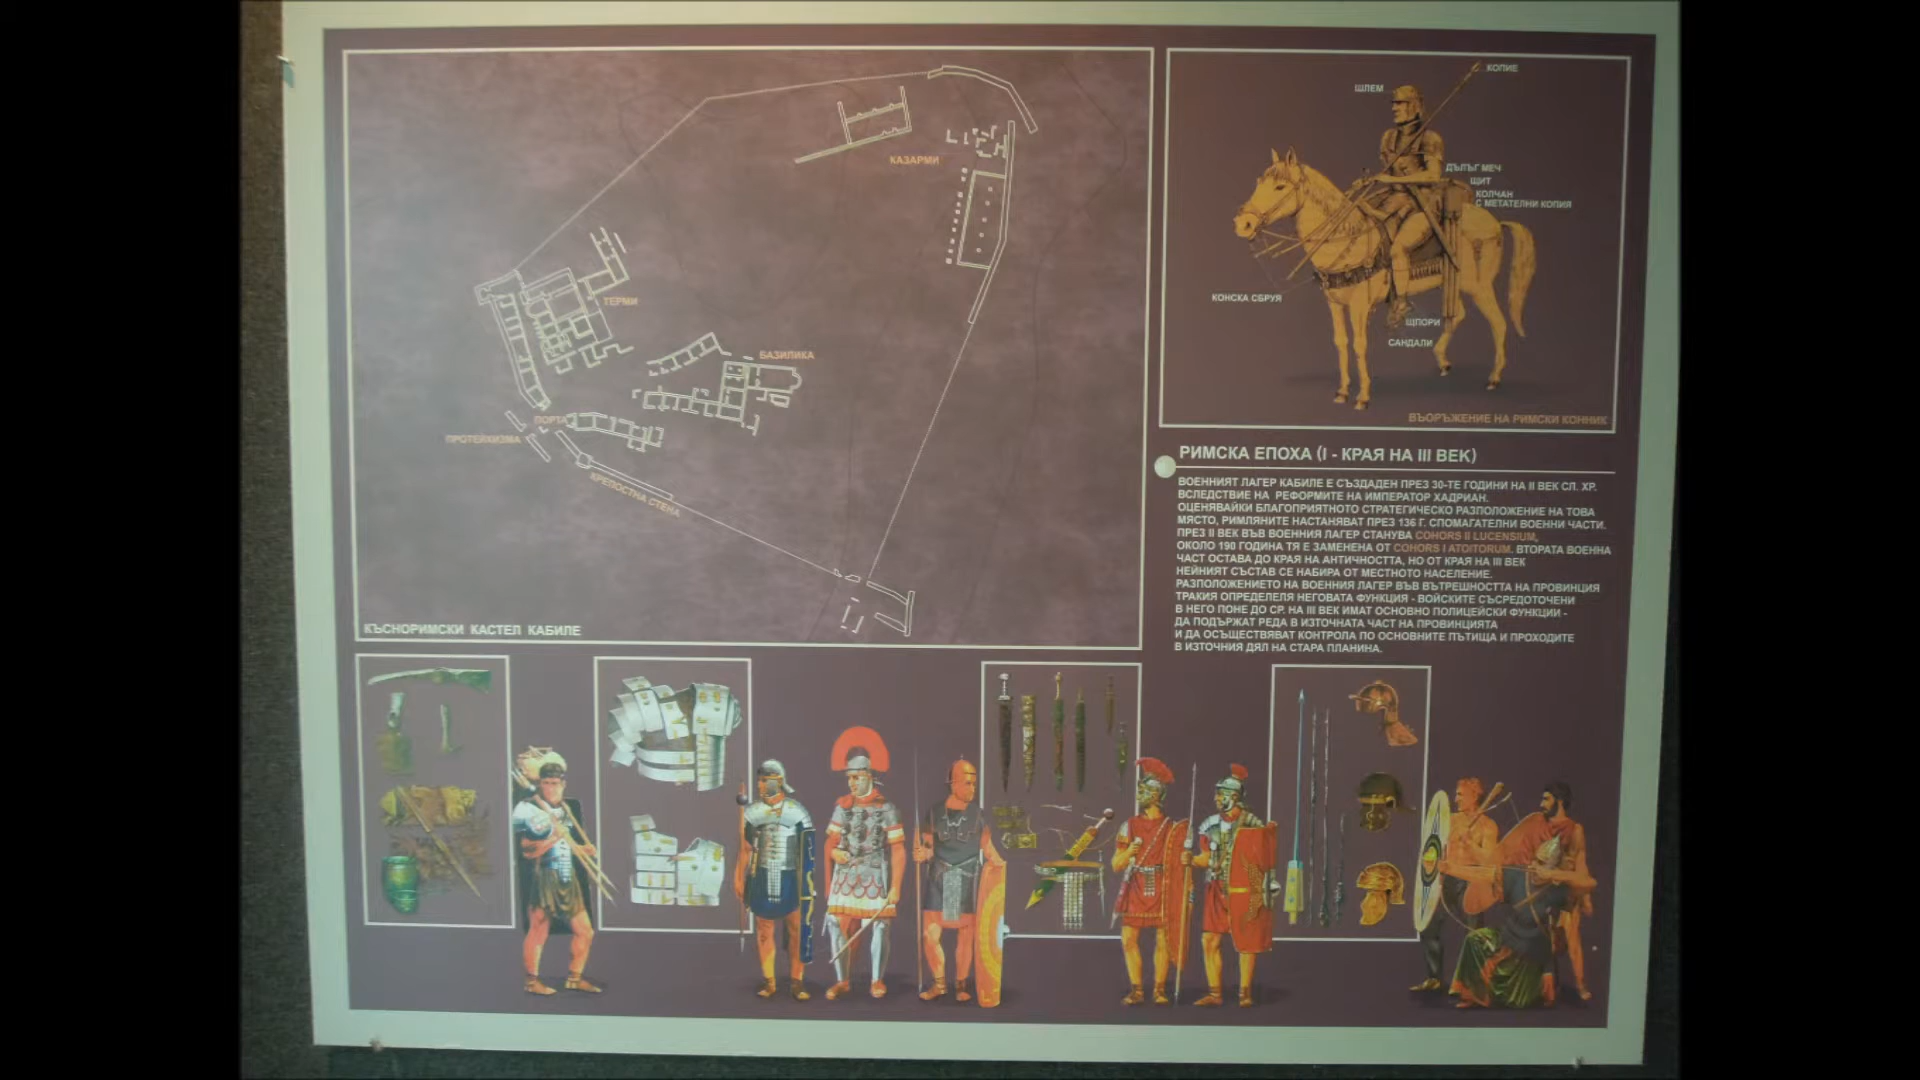 КАЗАРМИ
ТЕРМИ
БАЗИЛИКА
ПОРТА
ПРОТЕЙХИЗМА
КРЕПОСТНА СТЕНА
КЪСНОРИМСКИ КАСТЕЛ КАБИЛЕ
КОПИЕ
ШЛЕМ
ДЪЛЪГ МЕЧ
ЩИТ
КОЛЧАН
С МЕТАТЕЛНИ КОПИЯ
КОНСКА СБРУЯ
ЩПОРИ
САНДАЛИ
ВЪОРЪЖЕНИЕ НА РИМСКИ КОННИК
РИМСКА ЕПОХА (I - КРАЯ НА III ВЕК)
ВОЕННИЯТ ЛАГЕР КАБИЛЕ Е СЪЗДАДЕН ПРЕЗ 30-ТЕ ГОДИНИ НА II ВЕК СЛ. ХР.
ВСЛЕДСТВИЕ НА РЕФОРМИТЕ НА ИМПЕРАТОР ХАДРИАН.
ОЦЕНЯВАЙКИ БЛАГОПРИЯТНОТО СТРАТЕГИЧЕСКО РАЗПОЛОЖЕНИЕ НА ТОВА
МЯСТО, РИМЛЯНИТЕ НАСТАНЯВАТ ПРЕЗ 136 Г. СПОМАГАТЕЛНИ ВОЕННИ ЧАСТИ.
ПРЕЗ II ВЕК ВЪВ ВОЕННИЯ ЛАГЕР СТАНУВА COHORS II LUCENSIUM,
ОКОЛО 190 ГОДИНА ТЯ Е ЗАМЕНЕНА ОТ COHORS I ATOITORUM. ВТОРАТА ВОЕННА
ЧАСТ ОСТАВА ДО КРАЯ НА АНТИЧНОСТТА, НО ОТ КРАЯ НА III ВЕК
НЕЙНИЯТ СЪСТАВ СЕ НАБИРА ОТ МЕСТНОТО НАСЕЛЕНИЕ.
РАЗПОЛОЖЕНИЕТО НА ВОЕННИЯ ЛАГЕР ВЪВ ВЪТРЕШНОСТТА НА ПРОВИНЦИЯ
ТРАКИЯ ОПРЕДЕЛЯ НЕГОВАТА ФУНКЦИЯ - ВОЙСКИТЕ СЪСРЕДОТОЧЕНИ
В НЕГО ПОНЕ ДО СР. НА III ВЕК ИМАТ ОСНОВНО ПОЛИЦЕЙСКИ ФУНКЦИИ -
ДА ПОДЪРЖАТ РЕДА В ИЗТОЧНАТА ЧАСТ НА ПРОВИНЦИЯТА
И ДА ОСЪЩЕСТВЯВАТ КОНТРОЛА ПО ОСНОВНИТЕ ПЪТИЩА И ПРОХОДИТЕ
В ИЗТОЧНИЯ ДЯЛ НА СТАРА ПЛАНИНА.